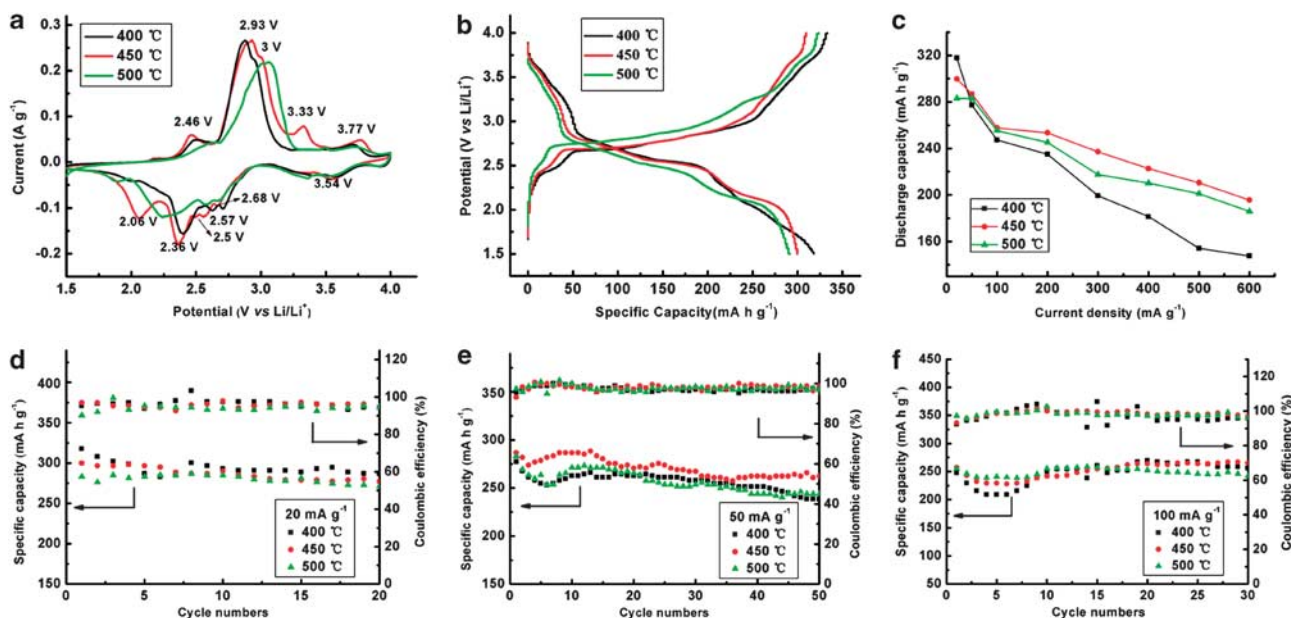 a
0.3
0.2
0.1
0.0
0.1
0.2
Current (A g-1)
400 ℃
450 ℃
500 ℃
2.93 V
3 V
2.46 V
3.33 V
3.77 V
2.06 V
2.36 V
2.5 V
2.57 V
2.68 V
3.54 V
1.5 2.0 2.5 3.0 3.5 4.0
Potential (V vs Li/Li+)
b
4.0
3.5
3.0
2.5
2.0
1.5
Potential (V vs Li/Li+)
400 ℃
450 ℃
500 ℃
0 50 100 150 200 250 300 350
Specific Capacity(mA h g-1)
c
320
280
240
200
160
Discharge capacity (mA h g-1)
400 ℃
450 ℃
500 ℃
0 100 200 300 400 500 600
Current density (mA g-1)
d
400
350
300
250
200
150
Specific capacity (mA h g-1)
120
100
80
60
40
20
0
Coulombic efficiency (%)
20 mA g-1
400 ℃
450 ℃
500 ℃
0 5 10 15 20
Cycle numbers
e
350
300
250
200
150
Specific capacity (mA h g-1)
100
80
60
40
20
0
Coulombic efficiency (%)
50 mA g-1
400 ℃
450 ℃
500 ℃
0 10 20 30 40 50
Cycle numbers
f
450
400
350
300
250
200
150
100
50
Specific capacity (mA h g-1)
120
100
80
60
40
20
0
Coulombic efficiency (%)
100 mA g-1
400 ℃
450 ℃
500 ℃
0 5 10 15 20 25 30
Cycle numbers